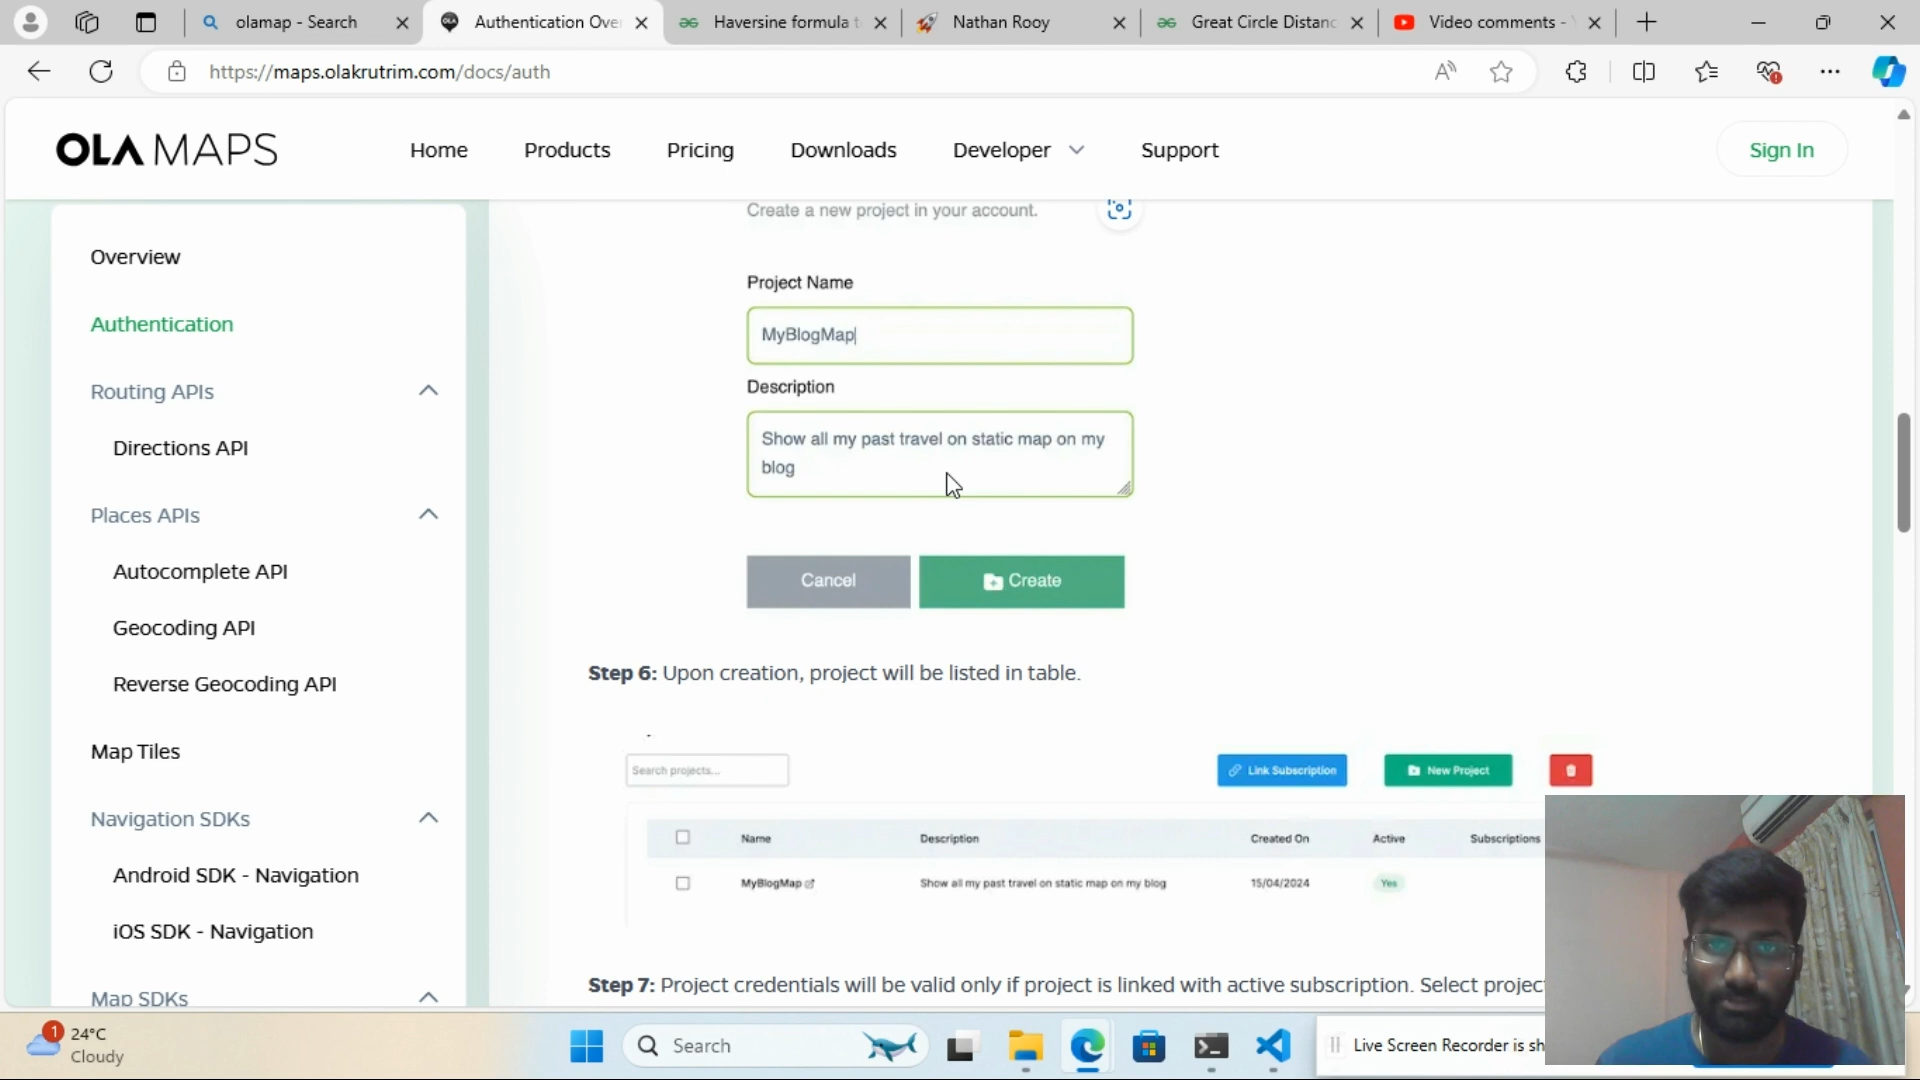 olamap - Search
Authentication Over
Haversine formula t
Nathan Rooy
Great Circle Distanc
Video comments - Y
https://maps.olakrutrim.com/docs/auth
OLA MAPS
Home
Products
Pricing
Downloads
Developer
Support
Sign In
Overview
Authentication
Routing APIs
Directions API
Places APIs
Autocomplete API
Geocoding API
Reverse Geocoding API
Map Tiles
Navigation SDKs
Android SDK - Navigation
iOS SDK - Navigation
Map SDKs
Create a new project in your account.
Project Name
MyBlogMap
Description
Show all my past travel on static map on my
blog
Cancel
Create
Step 6: Upon creation, project will be listed in table.
Search projects...
Link Subscription
New Project
Name
Description
Created On
Active
Subscriptions
MyBlogMap
Show all my past travel on static map on my blog
15/04/2024
Yes
Step 7: Project credentials will be valid only if project is linked with active subscription. Select project
1
24°C
Cloudy
Search
Live Screen Recorder is sh